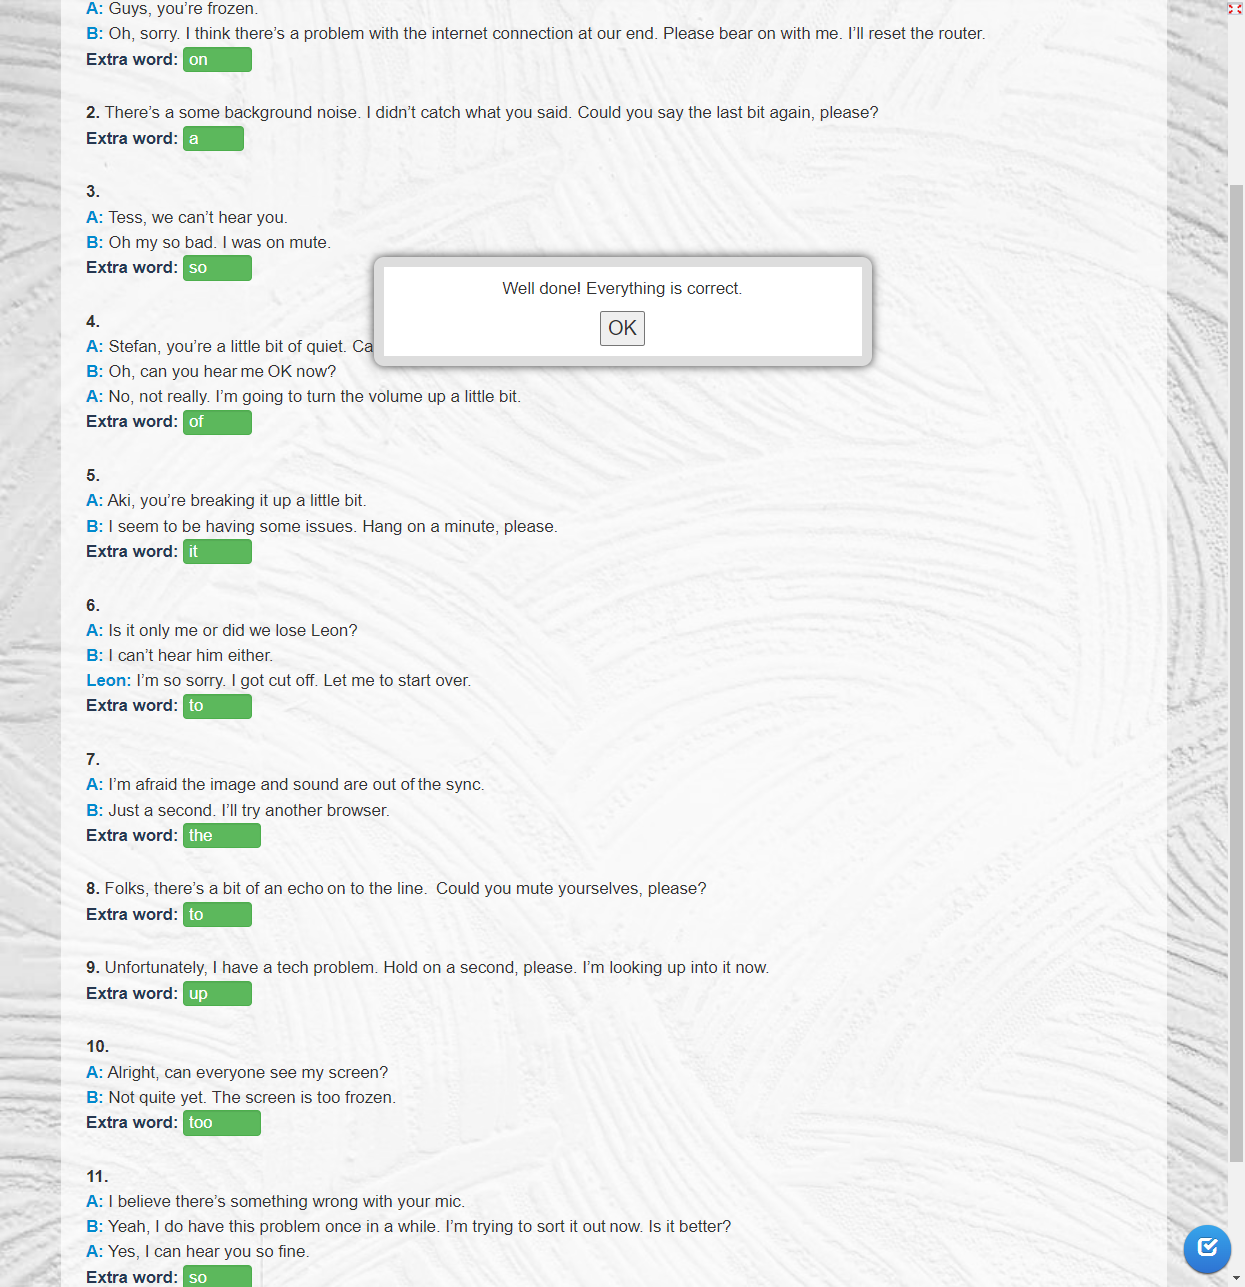 A: Guys, you’re frozen.
B: Oh, sorry. I think there’s a problem with the internet connection at our end. Please bear on with me. I’ll reset the router.
Extra word: on
2. There’s a some background noise. I didn’t catch what you said. Could you say the last bit again, please?
Extra word: a
3.
A: Tess, we can’t hear you.
B: Oh my so bad. I was on mute.
Extra word: so
Well done! Everything is correct.
OK
4.
A: Stefan, you’re a little bit of quiet. Ca
B: Oh, can you hear me OK now?
A: No, not really. I’m going to turn the volume up a little bit.
Extra word: of
5.
A: Aki, you’re breaking it up a little bit.
B: I seem to be having some issues. Hang on a minute, please.
Extra word: it
6.
A: Is it only me or did we lose Leon?
B: I can’t hear him either.
Leon: I’m so sorry. I got cut off. Let me to start over.
Extra word: to
7.
A: I’m afraid the image and sound are out of the sync.
B: Just a second. I’ll try another browser.
Extra word: the
8. Folks, there’s a bit of an echo on to the line.  Could you mute yourselves, please?
Extra word: to
9. Unfortunately, I have a tech problem. Hold on a second, please. I’m looking up into it now.
Extra word: up
10.
A: Alright, can everyone see my screen?
B: Not quite yet. The screen is too frozen.
Extra word: too
11.
A: I believe there’s something wrong with your mic.
B: Yeah, I do have this problem once in a while. I’m trying to sort it out now. Is it better?
A: Yes, I can hear you so fine.
Extra word: so